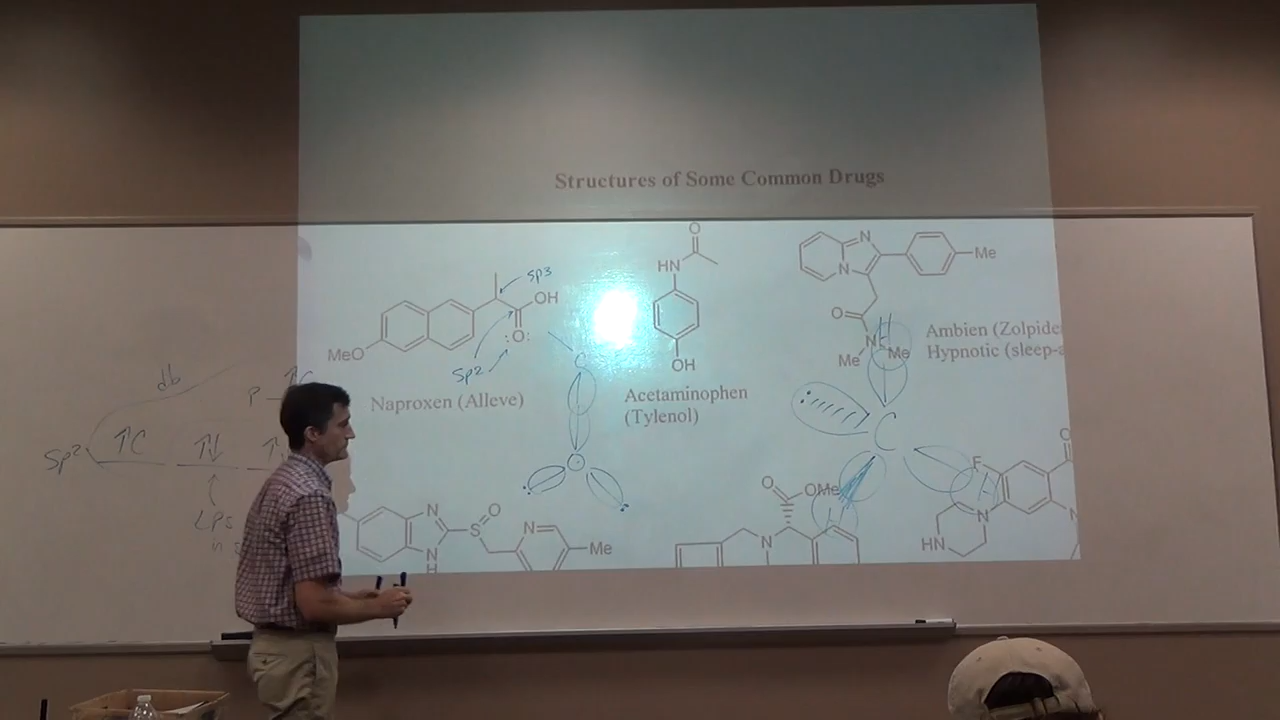 Structures of Some Common Drugs
O
HN
OH
Acetaminophen
(Tylenol)
sp3
OH
:O:
MeO
sp2
Naproxen (Alleve)
N
N
Me
O
N
Me
Me
H
Ambien (Zolpide
Hypnotic (sleep-a
db
p
sp2
LPs
C
C
H
H
N
N
H
S
O
N
Me
O
OMe
N
F
O
N
HN